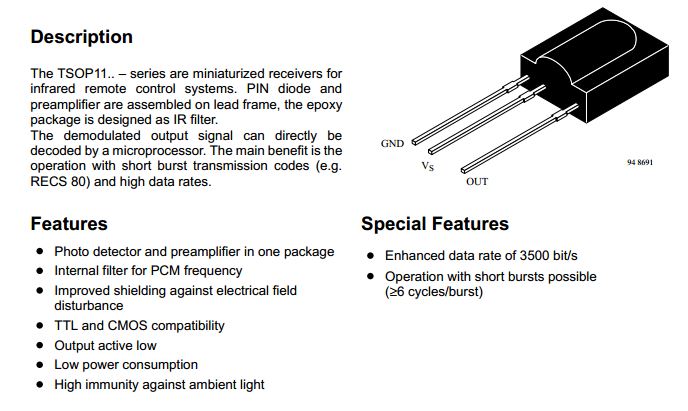 Description
The TSOP11.. – series are miniaturized receivers for
infrared remote control systems. PIN diode and
preamplifier are assembled on lead frame, the epoxy
package is designed as IR filter.
The demodulated output signal can directly be
decoded by a microprocessor. The main benefit is the
operation with short burst transmission codes (e.g.
RECS 80) and high data rates.
GND
VS
OUT
94 8691
Features
● Photo detector and preamplifier in one package
● Internal filter for PCM frequency
● Improved shielding against electrical field
disturbance
● TTL and CMOS compatibility
● Output active low
● Low power consumption
● High immunity against ambient light
Special Features
● Enhanced data rate of 3500 bit/s
● Operation with short bursts possible
(≥6 cycles/burst)